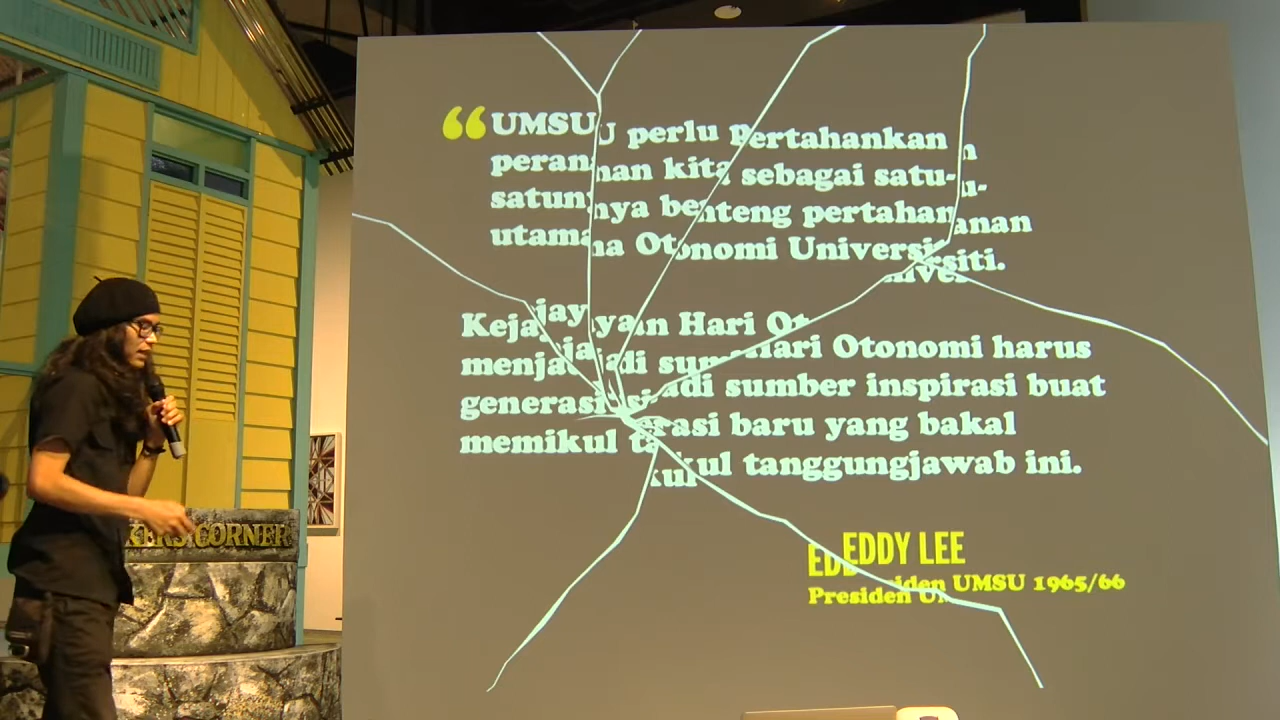 “UMSU perlu pertahankan
peranan kita sebagai satu-
satunya benteng pertahanan
utama Otonomi Universiti.
Kejayaan Hari Otonomi harus
menjadi sumber inspirasi buat
generasi baru yang bakal
memikul tanggungjawab ini.
EDDY LEE
Presiden UMSU 1965/66
KERS CORNER